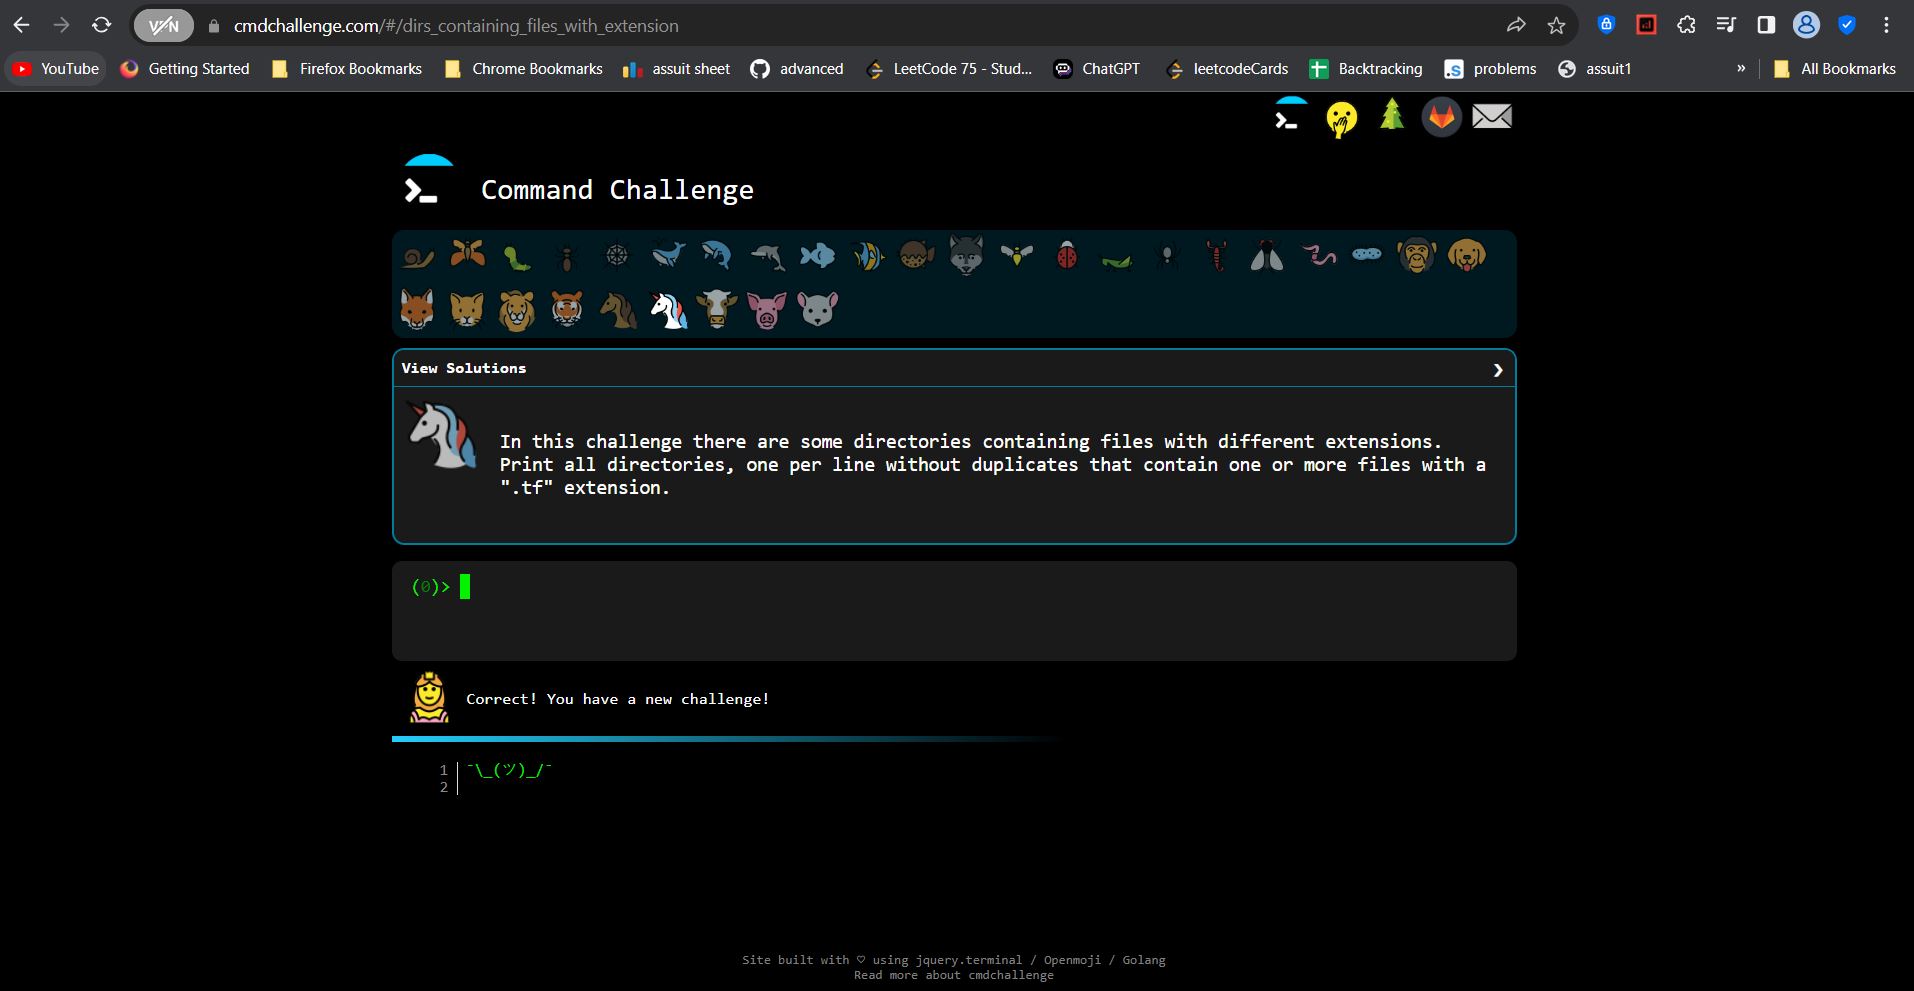 VPN cmdchallenge.com/#/dirs_containing_files_with_extension
YouTube Getting Started Firefox Bookmarks Chrome Bookmarks assuit sheet advanced LeetCode 75 - Stud... ChatGPT leetcodeCards Backtracking problems assuit1 » All Bookmarks
Command Challenge
View Solutions ❯
In this challenge there are some directories containing files with different extensions.
Print all directories, one per line without duplicates that contain one or more files with a
".tf" extension.
(0)>
Correct! You have a new challenge!
1 ¯\_(ツ)_/¯
2
Site built with ♡ using jquery.terminal / Openmoji / Golang
Read more about cmdchallenge